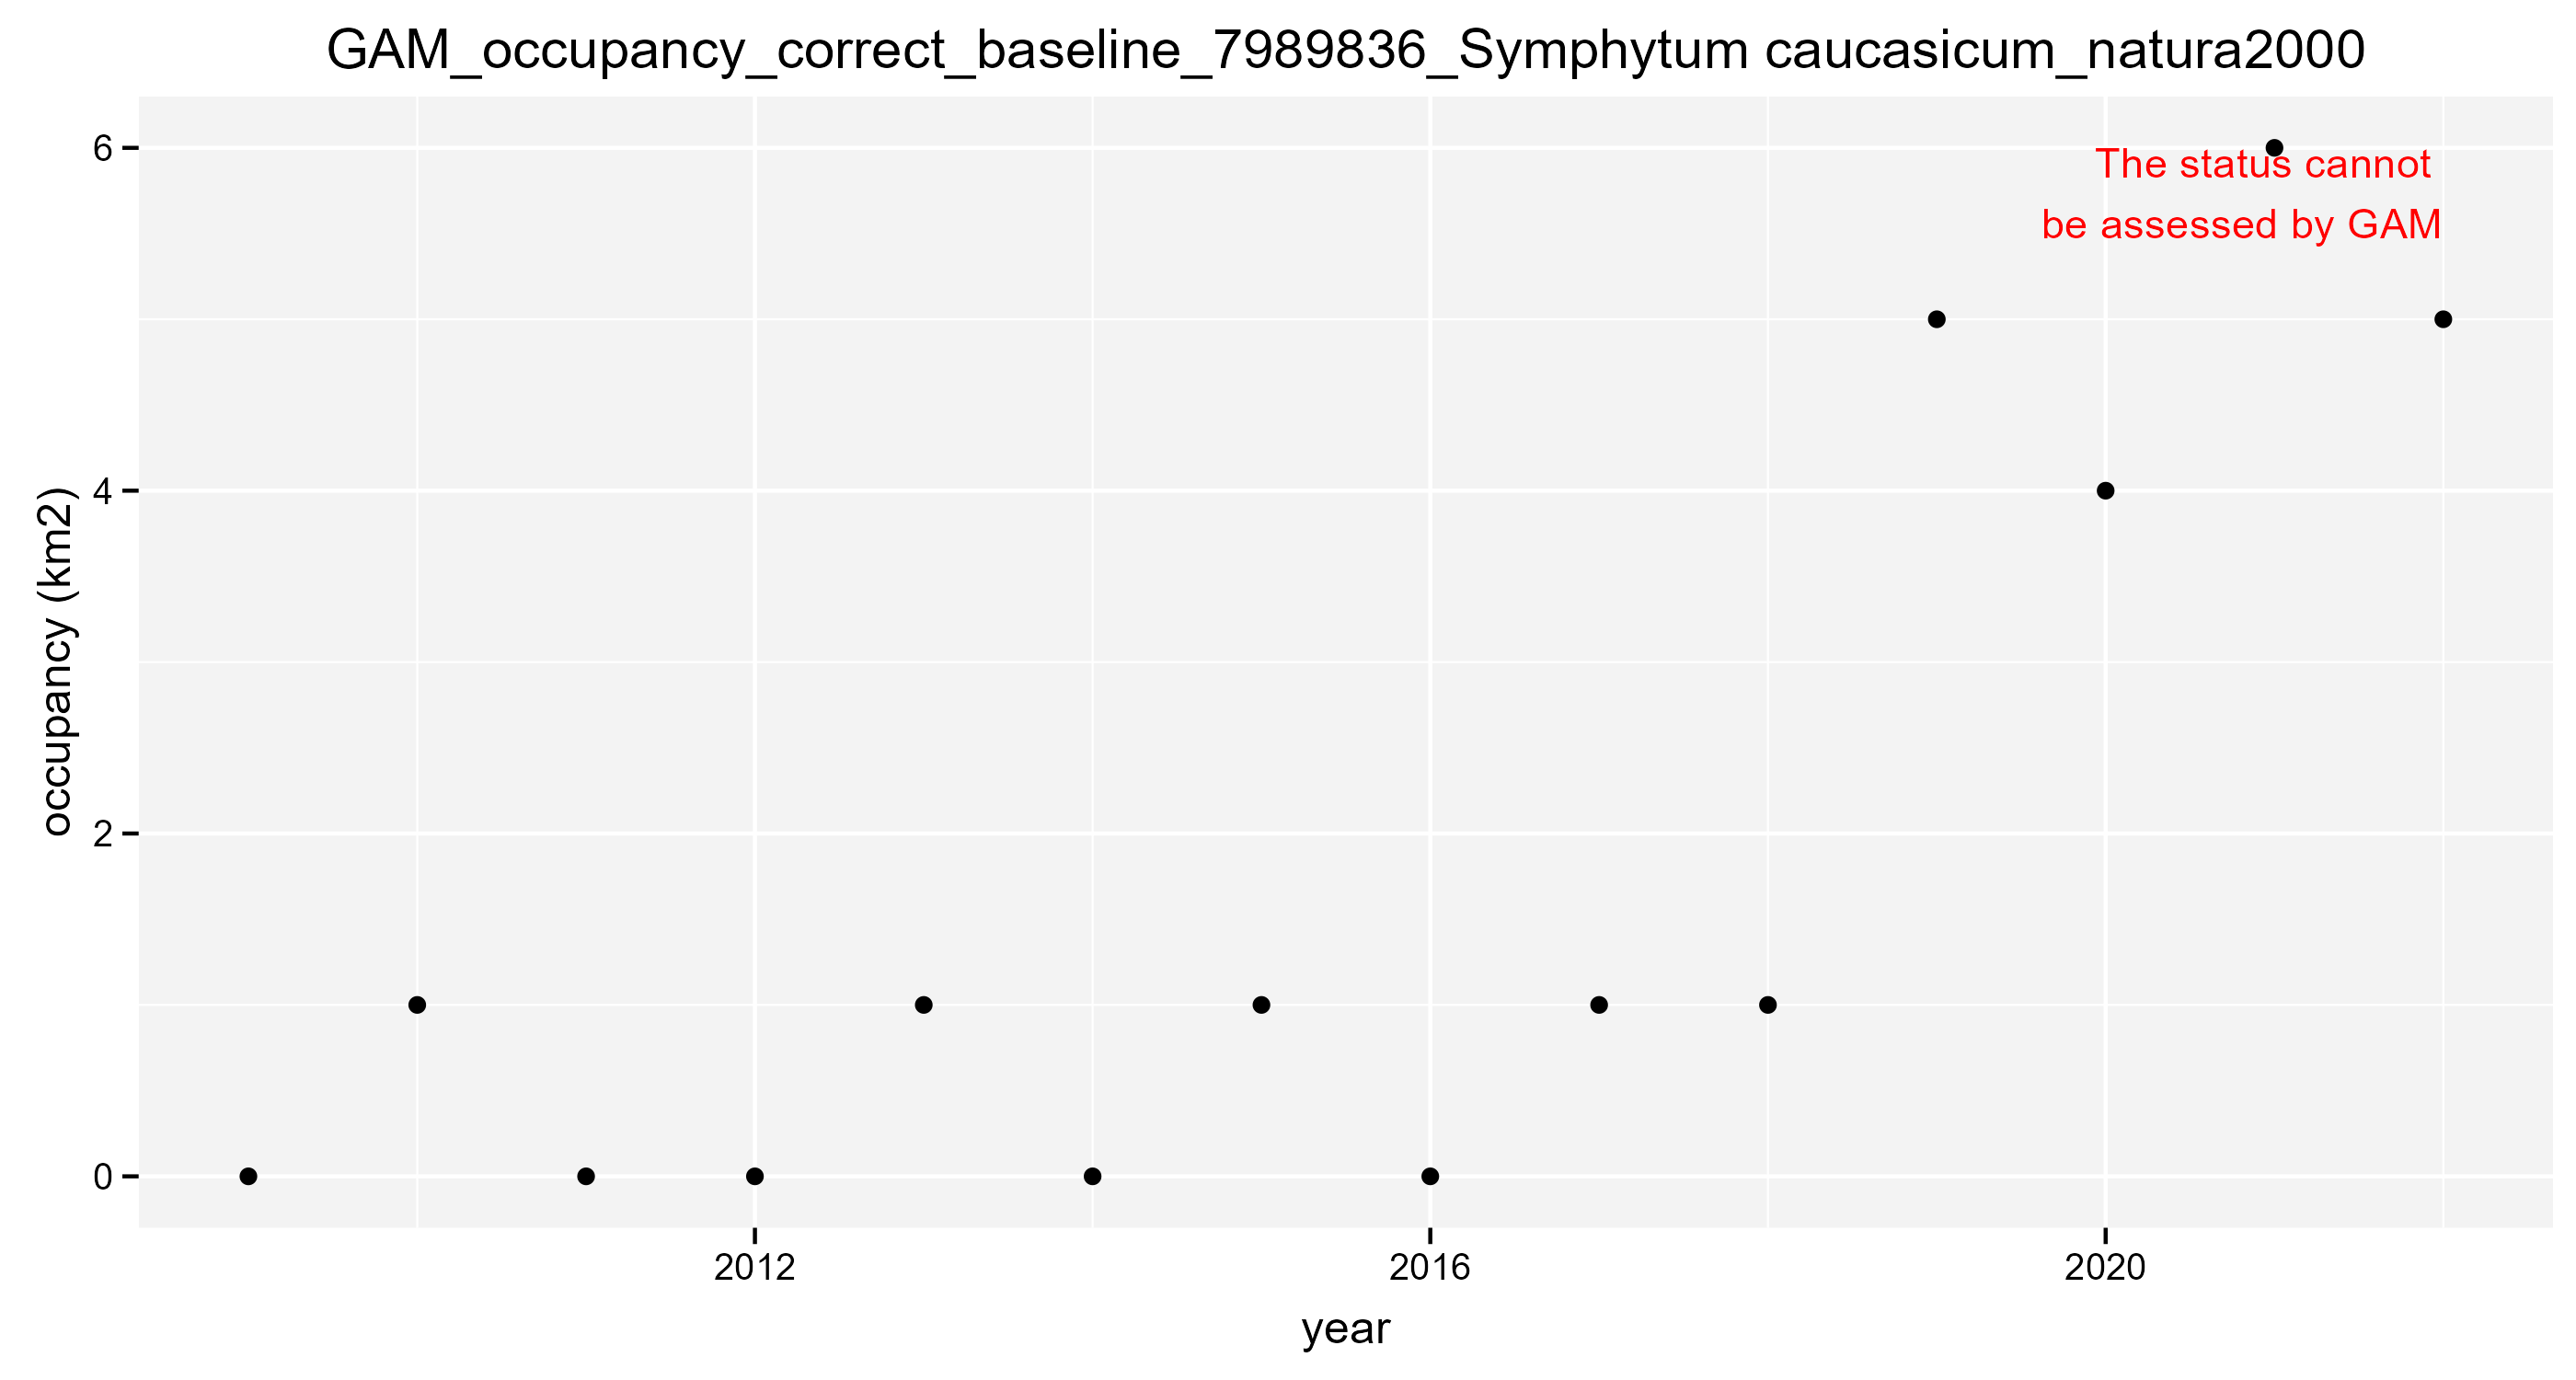 GAM_occupancy_correct_baseline_7989836_Symphytum caucasicum_natura2000
The status cannot
be assessed by GAM
6
4
2
0
occupancy (km2)
2012
2016
2020
year